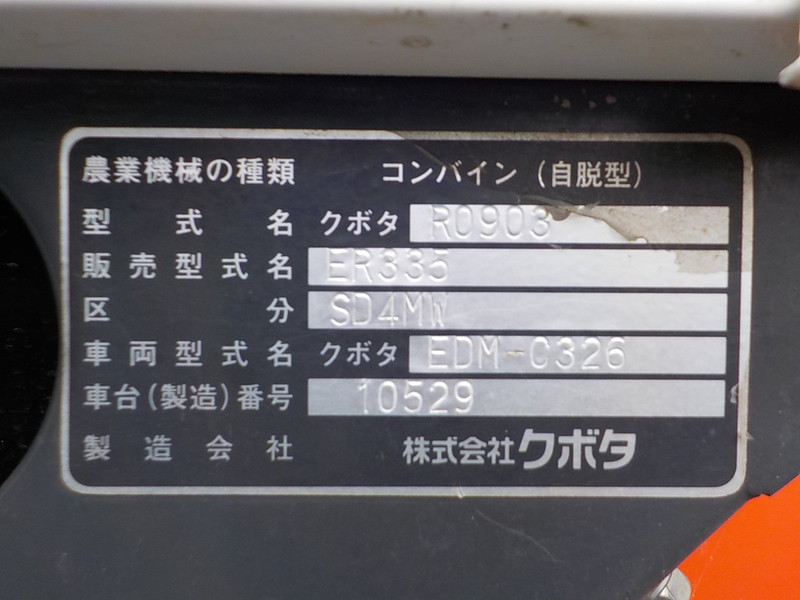 農業機械の種類 コンバイン（自脱型）
型式名 クボタ R0903
販売型式名 ER335
区分 SD4MW
車両型式名 クボタ EDM-0326
車台（製造）番号 10529
製造会社 株式会社クボタ